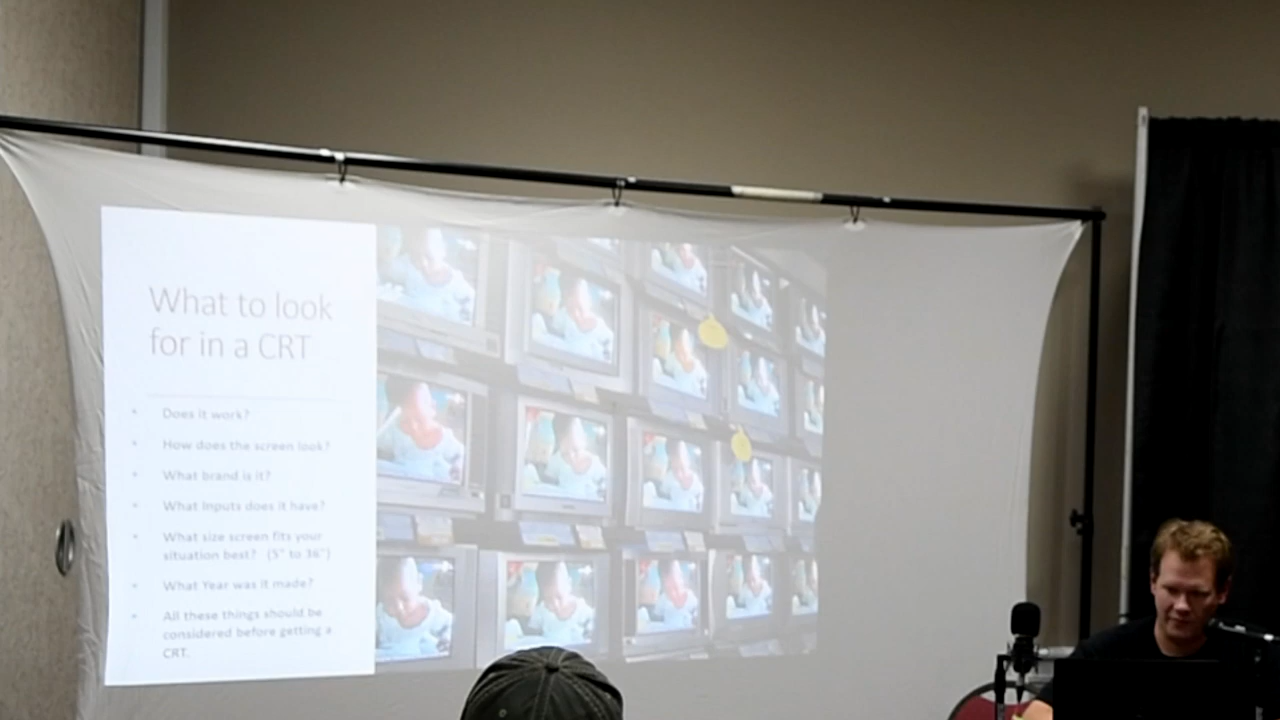 What to look
for in a CRT
Does it work?
How does the screen look?
What brand is it?
What Inputs does it have?
What size screen fits your
situation best? (5" to 36")
What Year was it made?
All these things should be
considered before getting a
CRT.